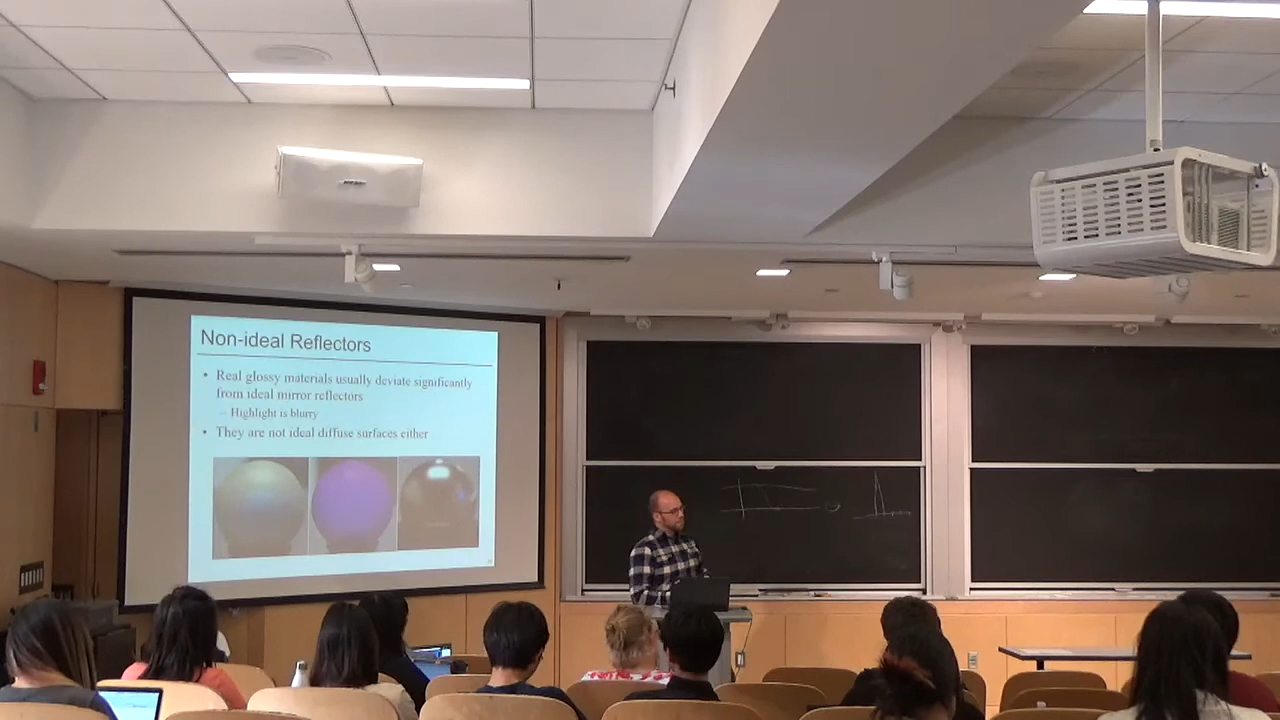 Non-ideal Reflectors
• Real glossy materials usually deviate significantly
from ideal mirror reflectors
– Highlight is blurry
• They are not ideal diffuse surfaces either